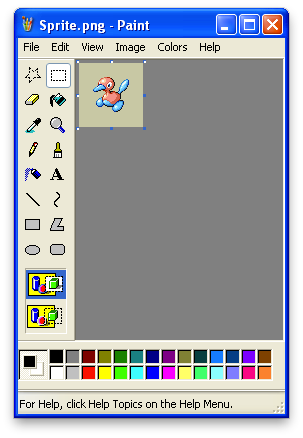 Sprite.png - Paint
File Edit View Image Colors Help
A
For Help, click Help Topics on the Help Menu.